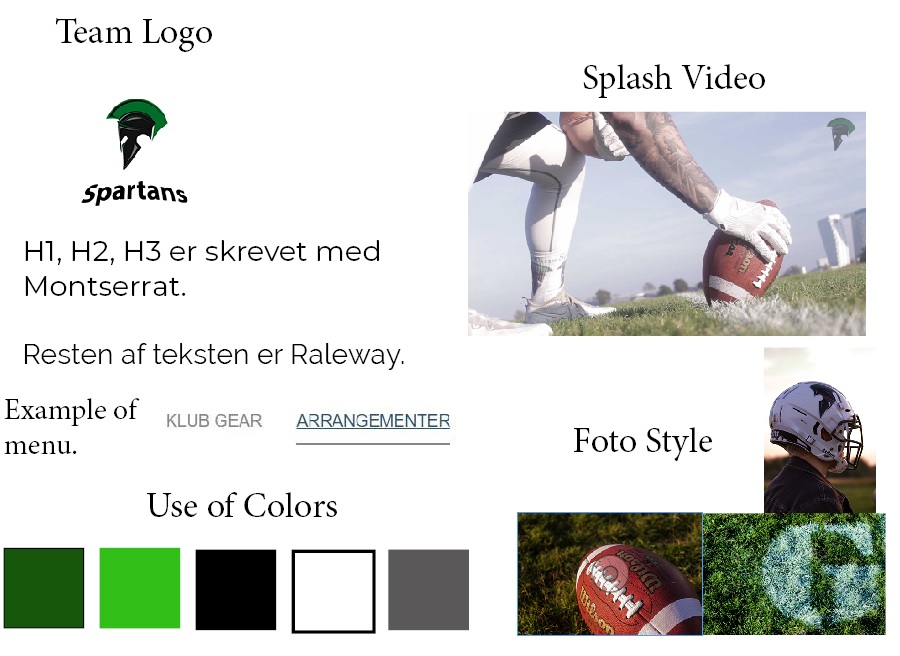 Team Logo
Splash Video
Spartans
H1, H2, H3 er skrevet med
Montserrat.
Resten af teksten er Raleway.
Example of
menu.
KLUB GEAR
ARRANGEMENTER
Foto Style
Use of Colors
Wilson
G